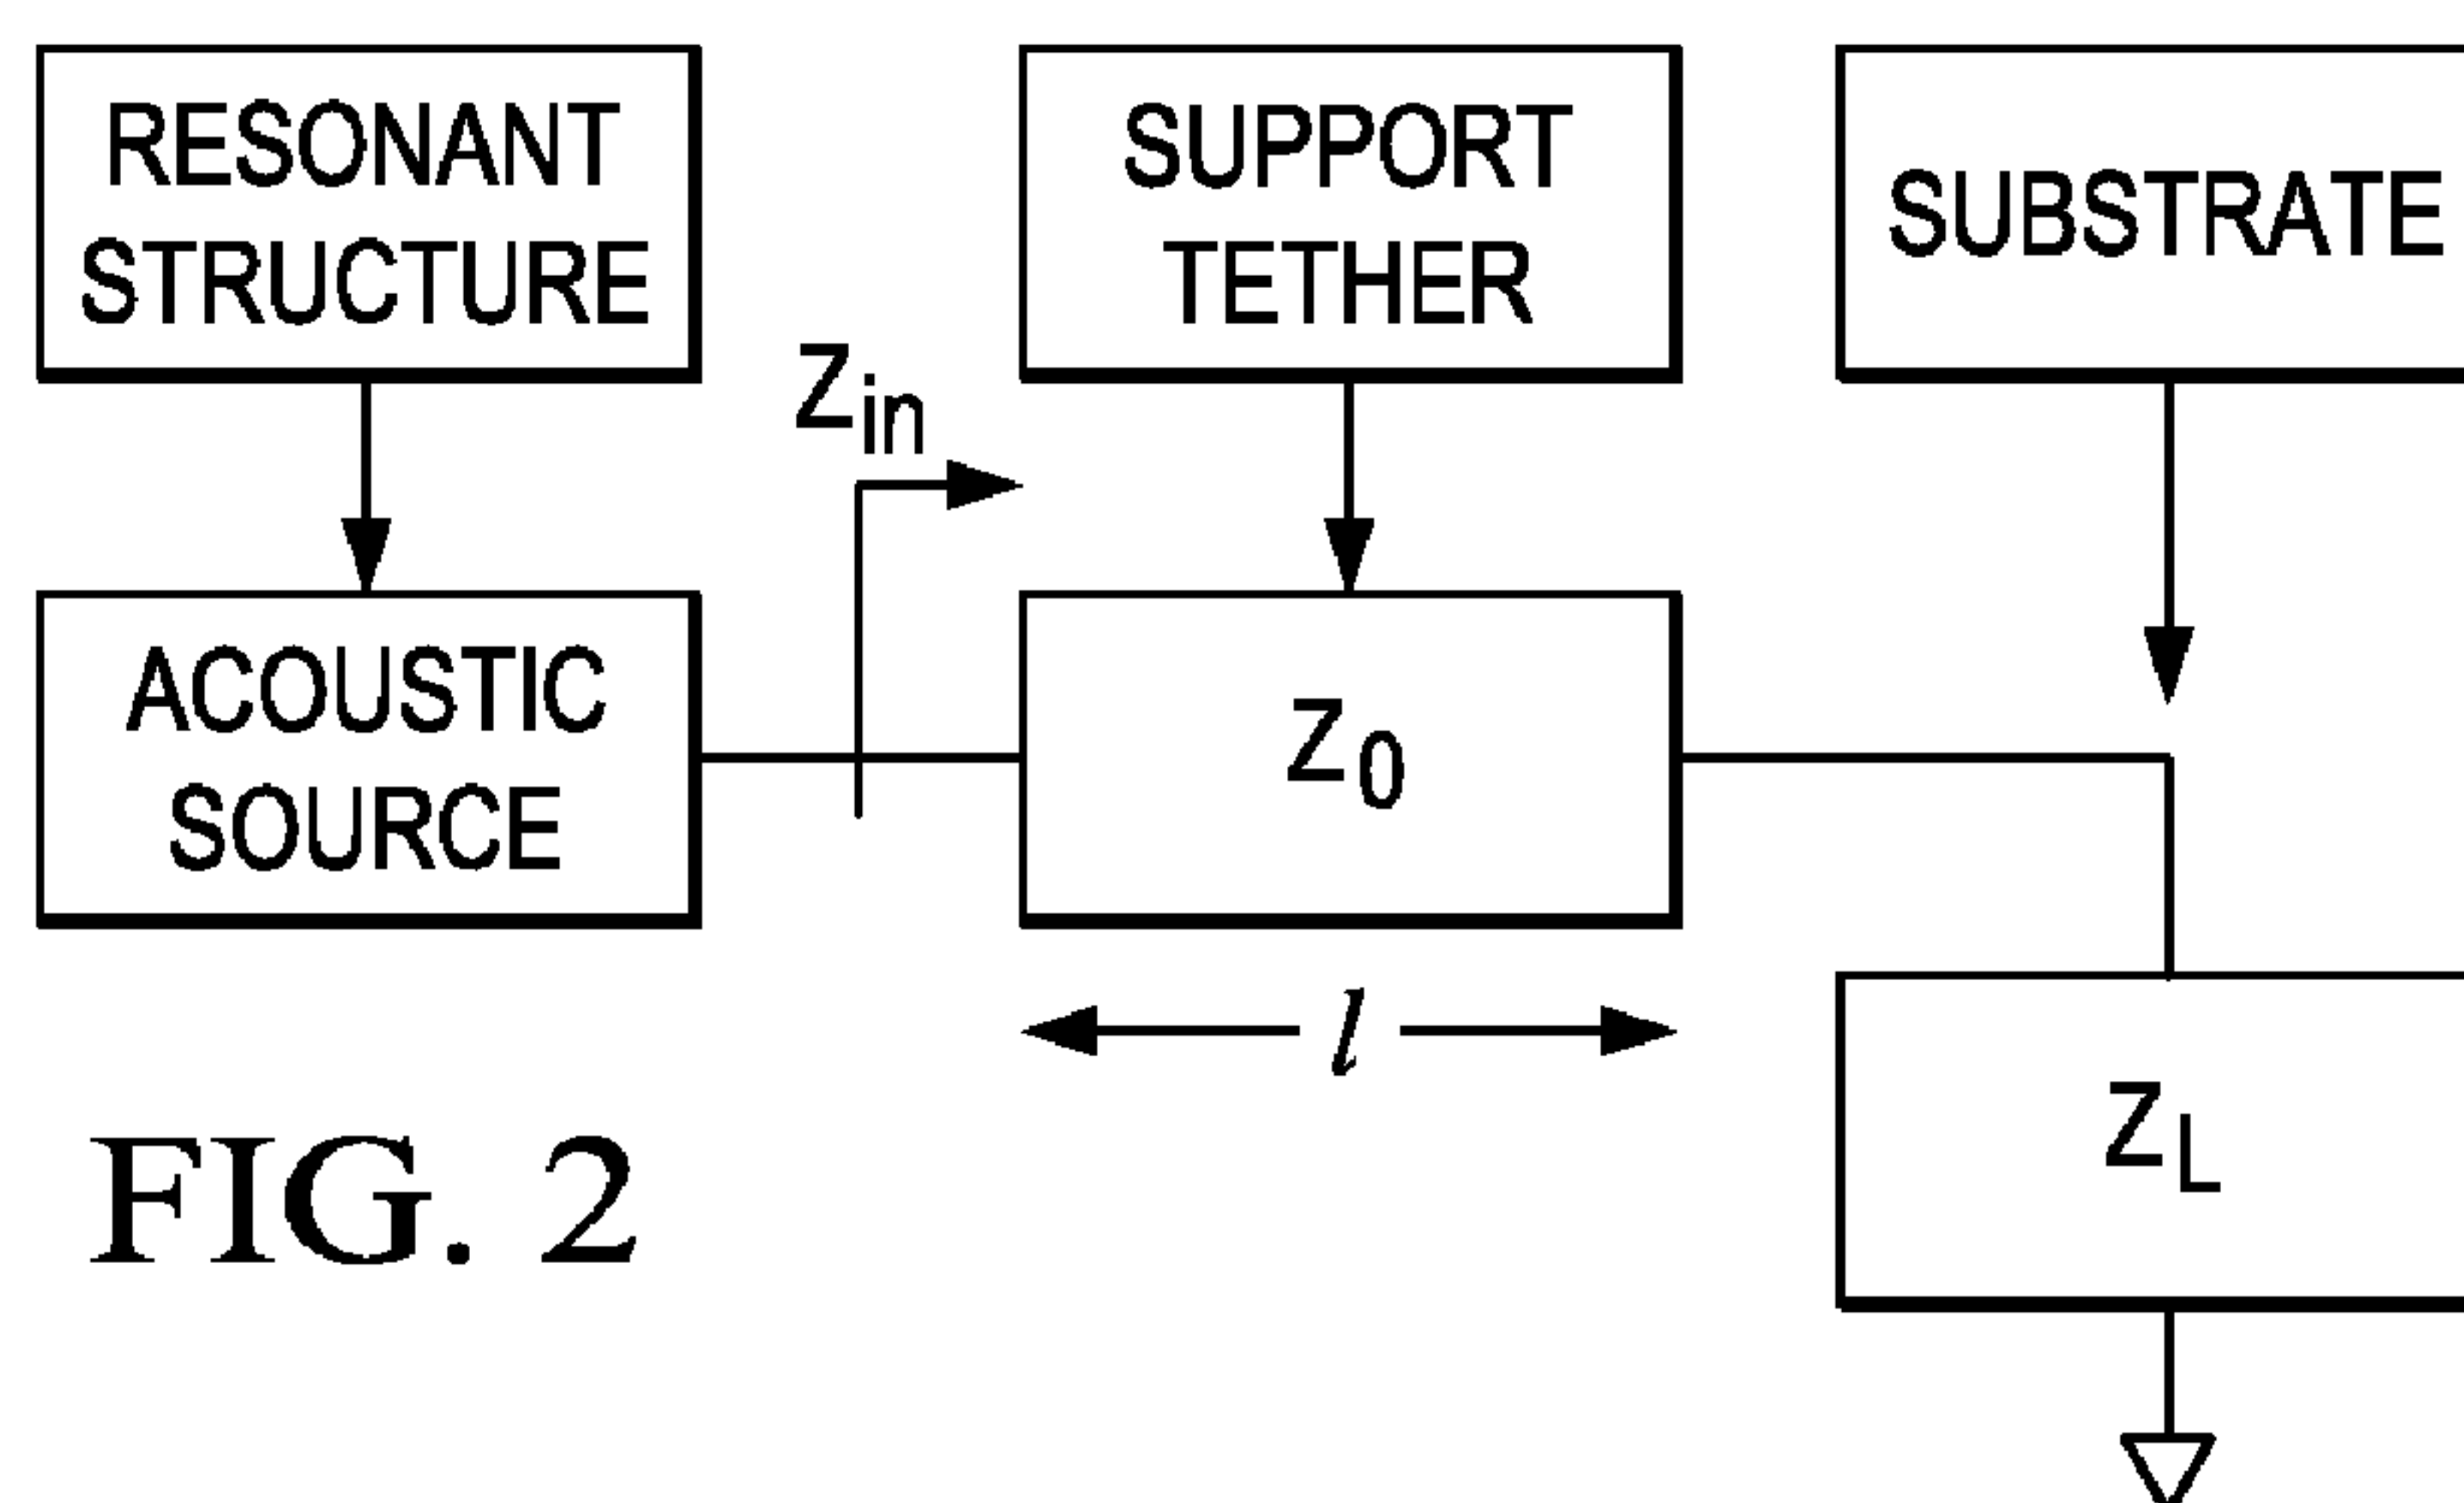 RESONANT
STRUCTURE
SUPPORT
TETHER
SUBSTRATE
Zin
ACOUSTIC
SOURCE
Z0
l
ZL
FIG. 2